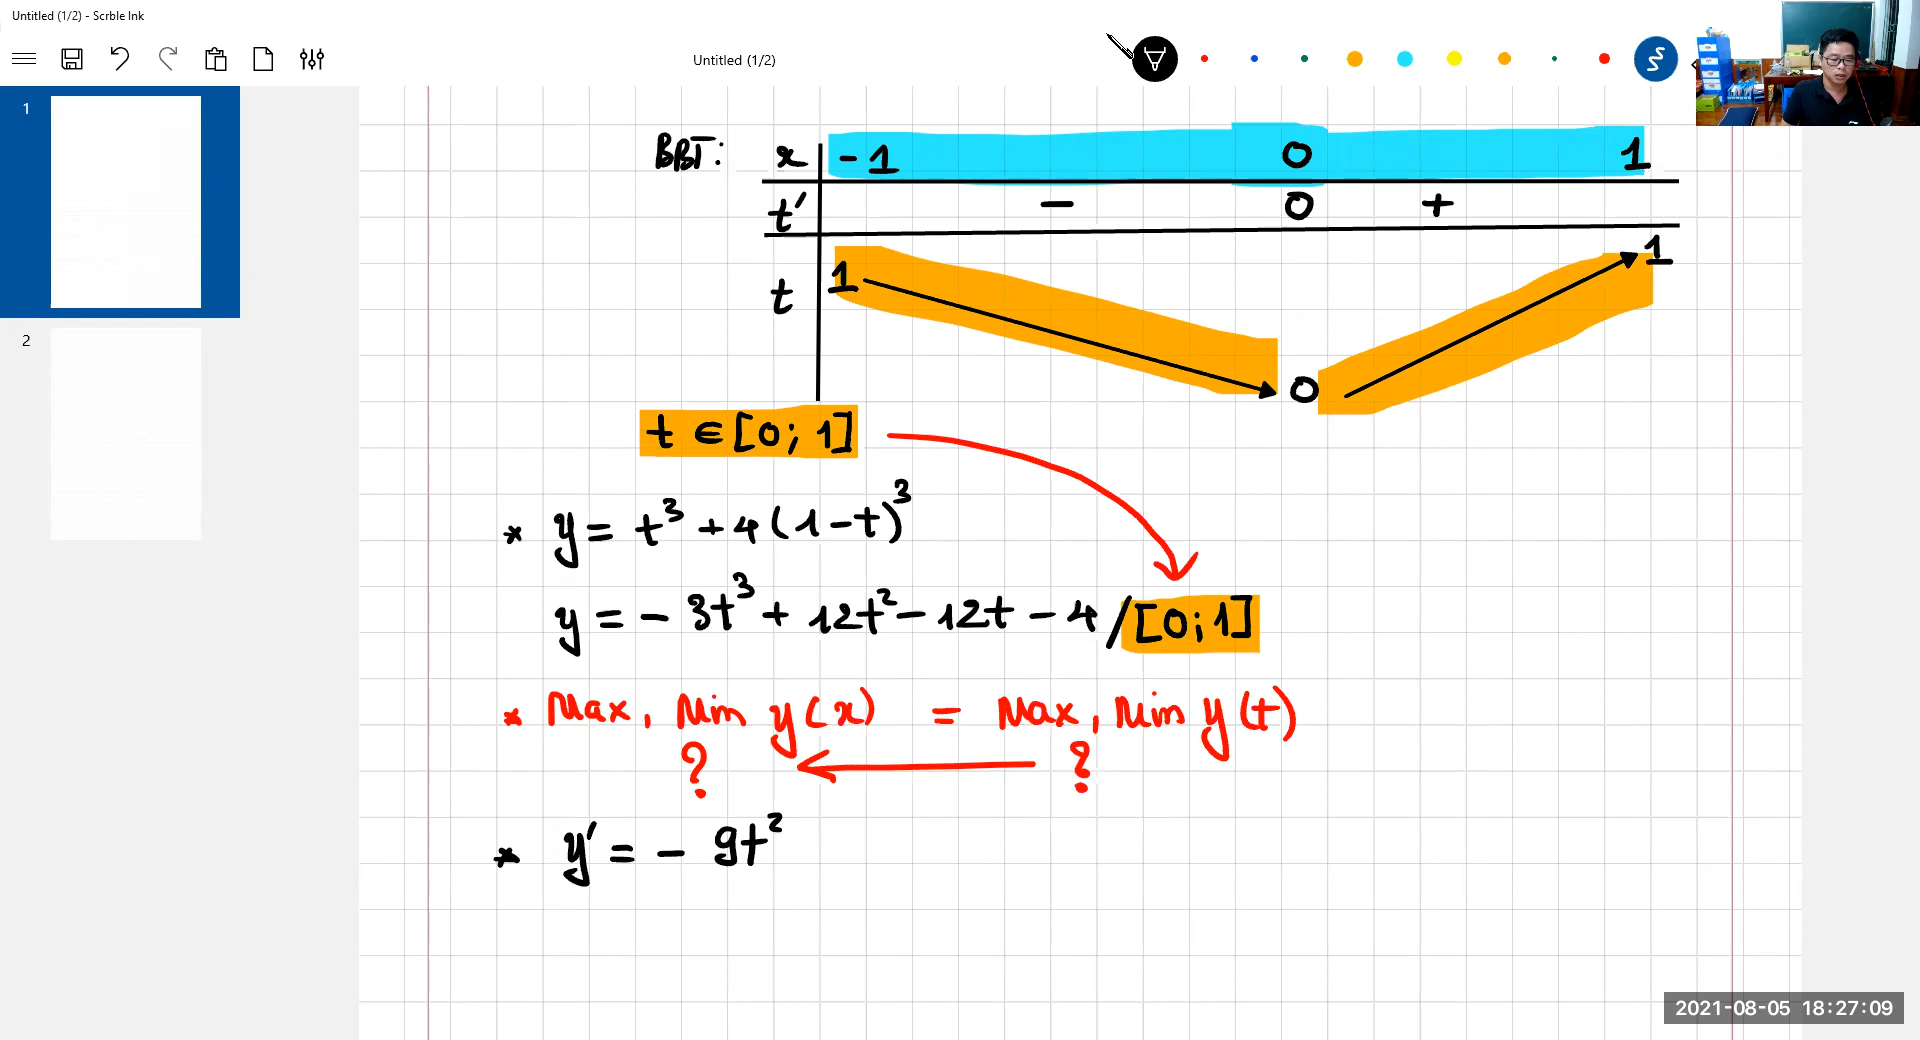 Untitled (1/2) - Scrble Ink
Untitled (1/2)
1
2
BBT: x -1 0 1
t' - 0 +
t 1 0 1
t ∈ [0; 1]
* y = t³ + 4(1-t)³
y = - 3t³ + 12t² - 12t - 4 / [0; 1]
* Max, Min y(x) = Max, Min y(t)
? ?
* y' = - 9t²
2021-08-05 18:27:09